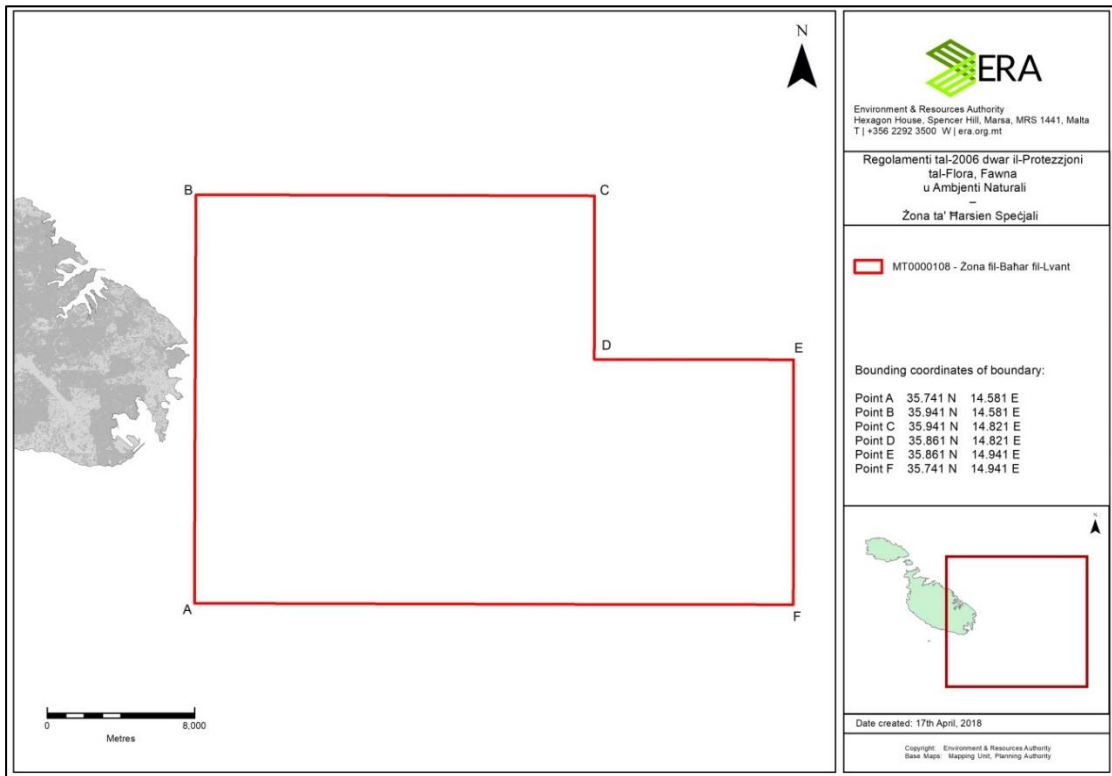 N
B
C
D
E
A
F
0
8,000
Metres
ERA
Environment & Resources Authority
Hexagon House, Spencer Hill, Marsa, MRS 1441, Malta
T | +356 2292 3500 W | era.org.mt
Regolamenti tal-2006 dwar il-Protezzjoni
tal-Flora, Fawna
u Ambjenti Naturali
–
Żona ta' Ħarsien Speċjali
MT0000108 - Żona fil-Baħar fil-Lvant
Bounding coordinates of boundary:
Point A 35.741 N 14.581 E
Point B 35.941 N 14.581 E
Point C 35.941 N 14.821 E
Point D 35.861 N 14.821 E
Point E 35.861 N 14.941 E
Point F 35.741 N 14.941 E
N
Date created: 17th April, 2018
Copyright: Environment & Resources Authority
Base Maps: Mapping Unit, Planning Authority